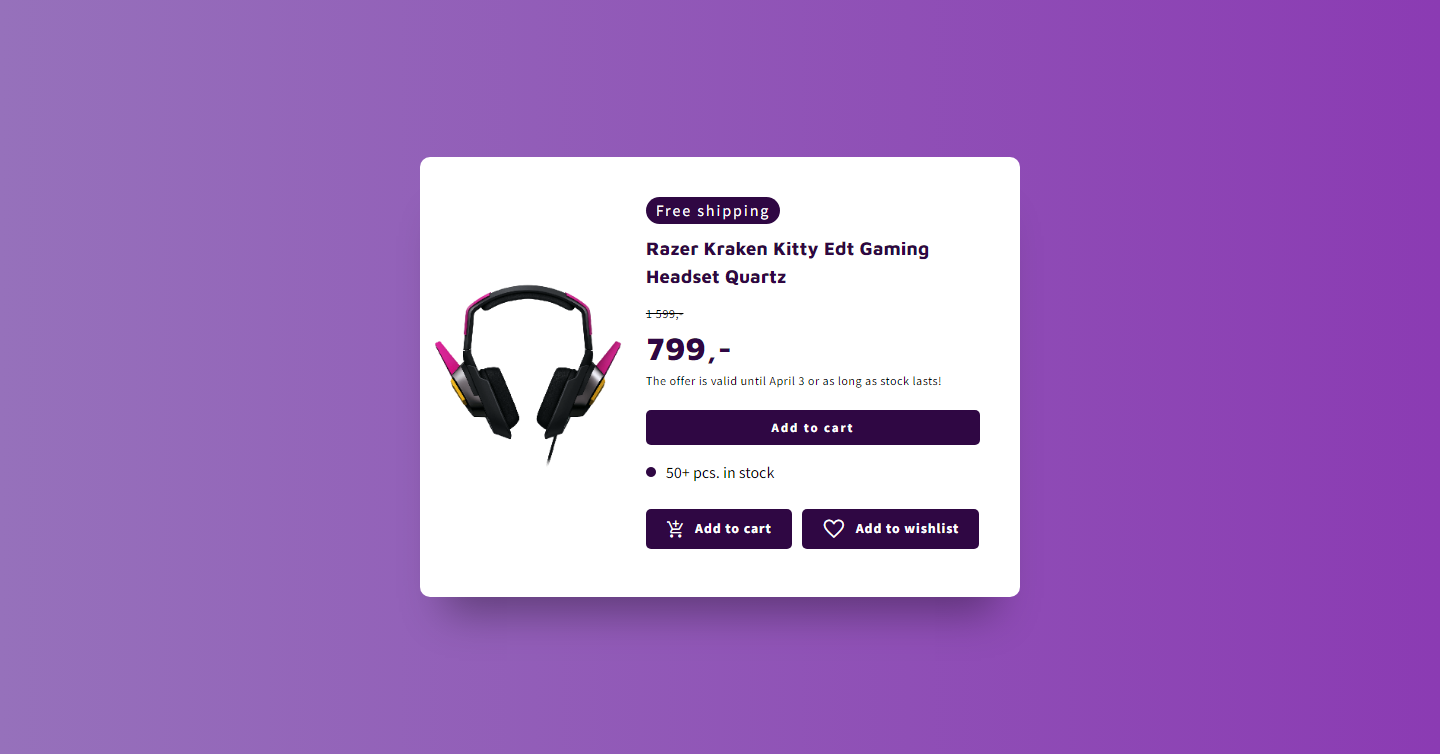 Free shipping
Razer Kraken Kitty Edt Gaming
Headset Quartz
1 599,-
799,-
The offer is valid until April 3 or as long as stock lasts!
Add to cart
50+ pcs. in stock
Add to cart
Add to wishlist